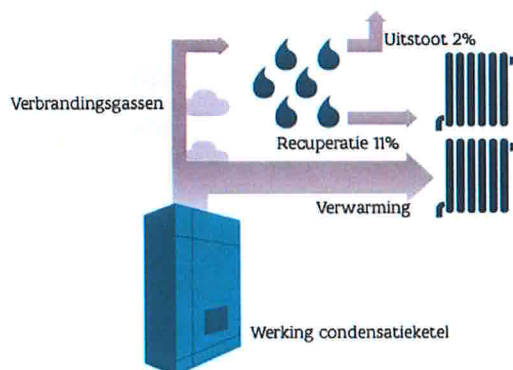 Uitstoot 2%
Verbrandingsgassen
Recuperatie 11%
Verwarming
Werking condensatieketel